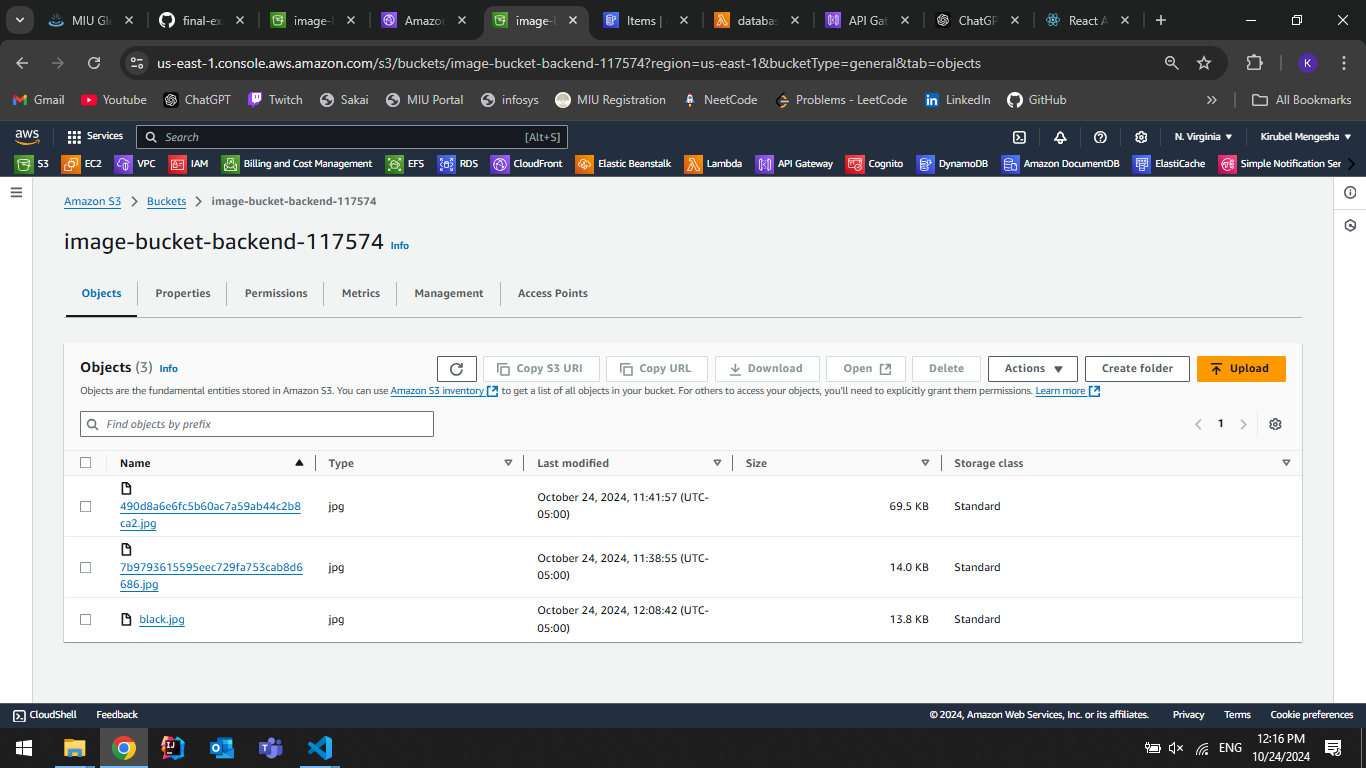 MIU Glo
final-ex
image-l
Amazon
image-
Items |
databas
API Gat
ChatGP
React A
us-east-1.console.aws.amazon.com/s3/buckets/image-bucket-backend-117574?region=us-east-1&bucketType=general&tab=objects
K
Gmail
Youtube
ChatGPT
Twitch
Sakai
MIU Portal
infosys
MIU Registration
NeetCode
Problems - LeetCode
LinkedIn
GitHub
»
All Bookmarks
aws
Services
Search
[Alt+S]
N. Virginia
Kirubel Mengesha
S3
EC2
VPC
IAM
Billing and Cost Management
EFS
RDS
CloudFront
Elastic Beanstalk
Lambda
API Gateway
Cognito
DynamoDB
Amazon DocumentDB
ElastiCache
Simple Notification Ser
Amazon S3 > Buckets > image-bucket-backend-117574
image-bucket-backend-117574 Info
Objects
Properties
Permissions
Metrics
Management
Access Points
Objects (3) Info
Copy S3 URI
Copy URL
Download
Open
Delete
Actions
Create folder
Upload
Objects are the fundamental entities stored in Amazon S3. You can use Amazon S3 inventory to get a list of all objects in your bucket. For others to access your objects, you'll need to explicitly grant them permissions. Learn more
Find objects by prefix
1
Name
Type
Last modified
Size
Storage class
490d8a6e6fc5b60ac7a59ab44c2b8
ca2.jpg
jpg
October 24, 2024, 11:41:57 (UTC-
05:00)
69.5 KB
Standard
7b9793615595eec729fa753cab8d6
686.jpg
jpg
October 24, 2024, 11:38:55 (UTC-
05:00)
14.0 KB
Standard
black.jpg
jpg
October 24, 2024, 12:08:42 (UTC-
05:00)
13.8 KB
Standard
CloudShell
Feedback
© 2024, Amazon Web Services, Inc. or its affiliates.
Privacy
Terms
Cookie preferences
ENG
12:16 PM
10/24/2024